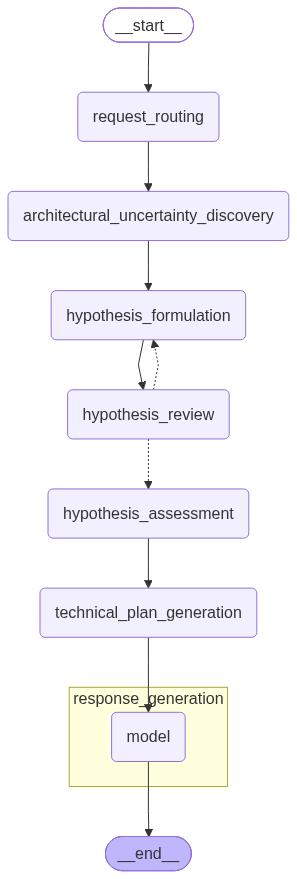 __start__
request_routing
architectural_uncertainty_discovery
hypothesis_formulation
hypothesis_review
hypothesis_assessment
technical_plan_generation
response_generation
model
__end__